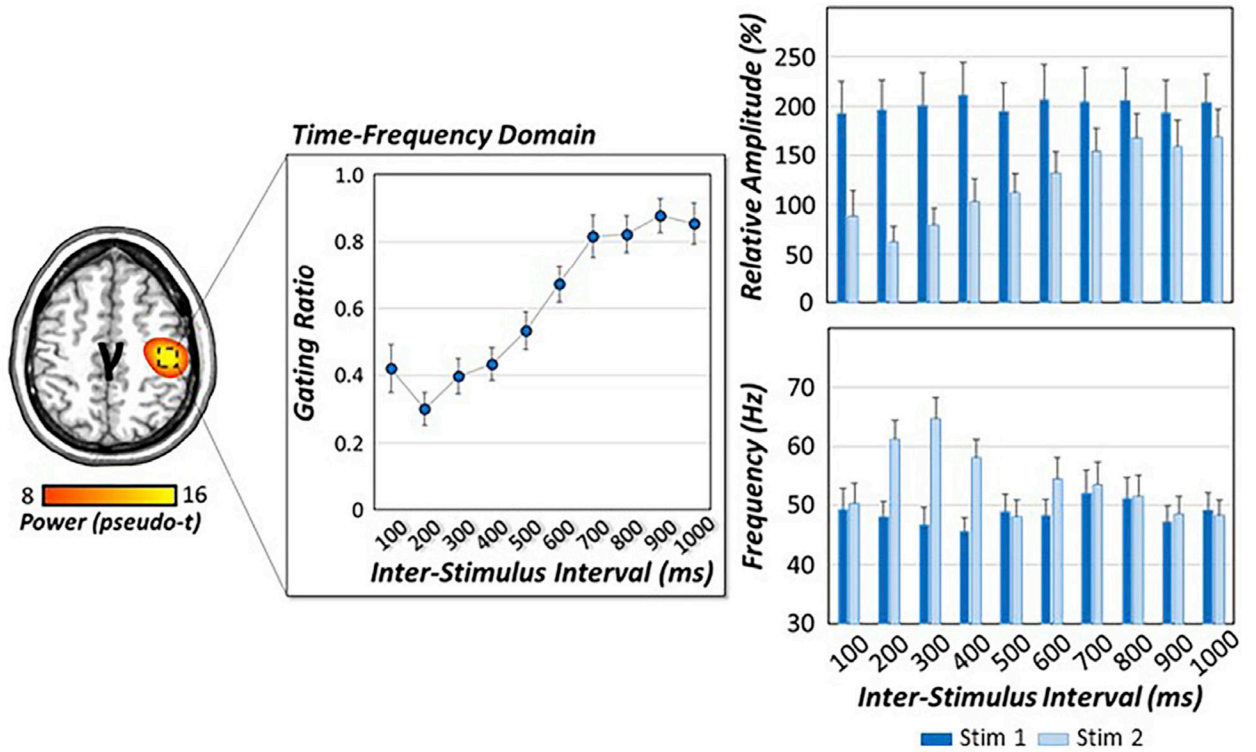 Time-Frequency Domain
1.0
0.8
0.6
0.4
0.2
0
Gating Ratio
100 200 300 400 500 600 700 800 900 1000
Inter-Stimulus Interval (ms)
γ
8 16
Power (pseudo-t)
Relative Amplitude (%)
250
200
150
100
50
0
Frequency (Hz)
70
60
50
40
30
100 200 300 400 500 600 700 800 900 1000
Inter-Stimulus Interval (ms)
Stim 1 Stim 2